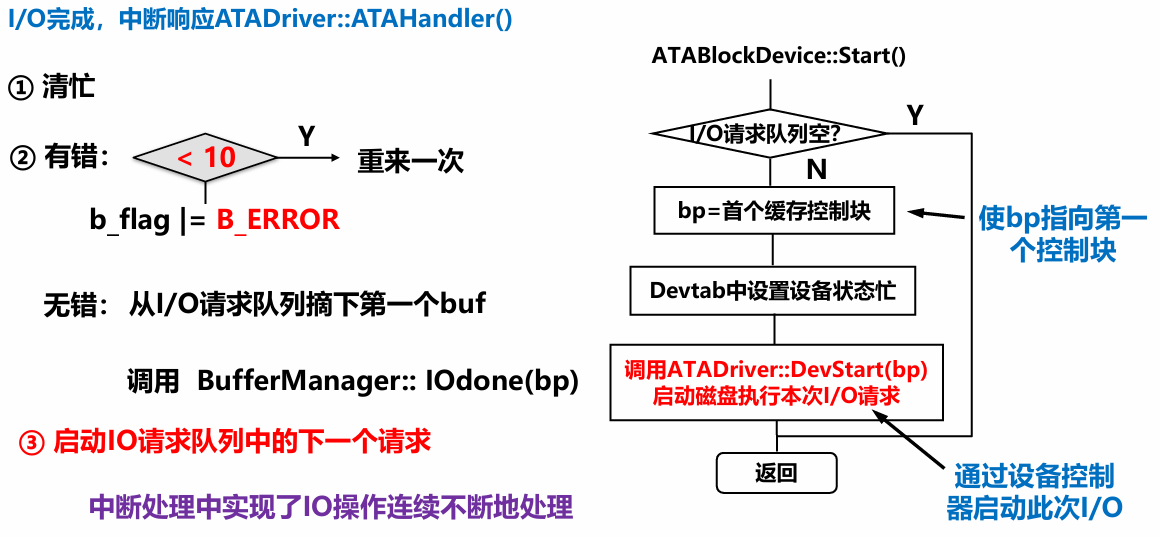 I/O完成，中断响应ATADriver::ATAHandler()
① 清忙
② 有错：
< 10
Y
重来一次
b_flag |= B_ERROR
无错： 从I/O请求队列摘下第一个buf
调用 BufferManager:: IOdone(bp)
③ 启动IO请求队列中的下一个请求
中断处理中实现了IO操作连续不断地处理
ATABlockDevice::Start()
I/O请求队列空?
Y
N
bp=首个缓存控制块
使bp指向第一
个控制块
Devtab中设置设备状态忙
调用ATADriver::DevStart(bp)
启动磁盘执行本次I/O请求
返回
通过设备控制
器启动此次I/O